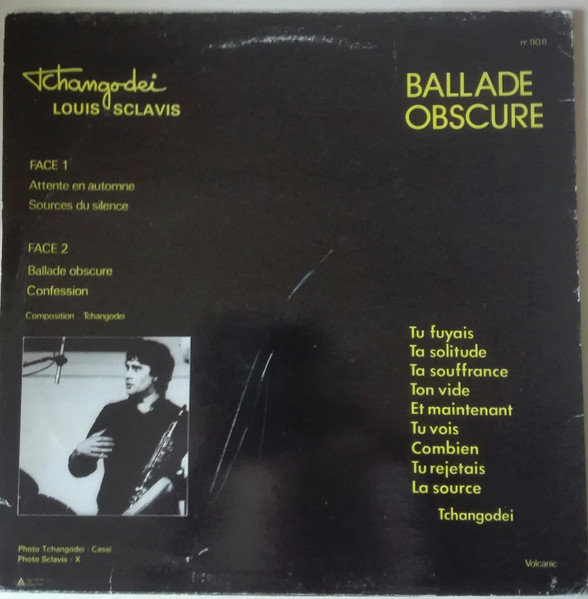 nº 11011
Tchangodei
LOUIS SCLAVIS
BALLADE
OBSCURE
FACE 1
Attente en automne
Sources du silence
FACE 2
Ballade obscure
Confession
Composition Tchangodei
Tu fuyais
Ta solitude
Ta souffrance
Ton vide
Et maintenant
Tu vois
Combien
Tu rejetais
La source
Tchangodei
Photo Tchangodei : Cassi
Photo Sclavis : X
Volcanic